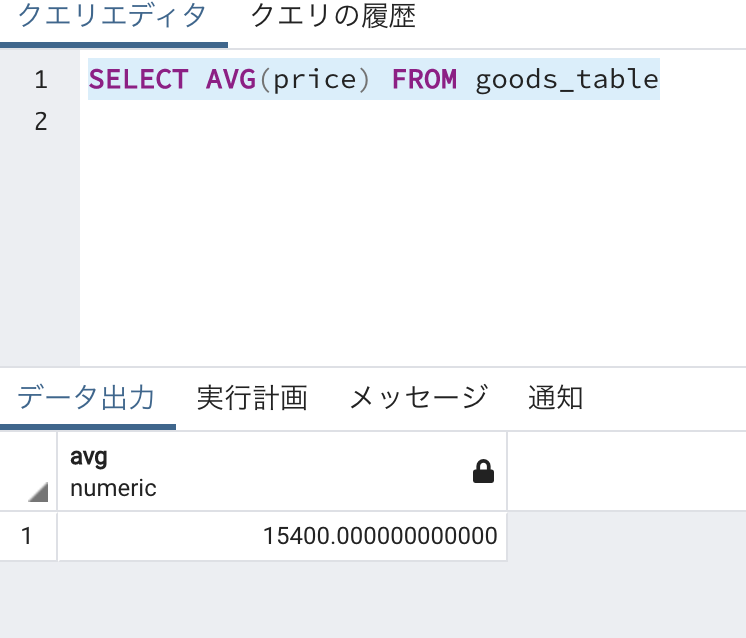 クエリエディタ クエリの履歴
1 SELECT AVG(price) FROM goods_table
2
データ出力 実行計画 メッセージ 通知
avg
numeric
1 15400.000000000000